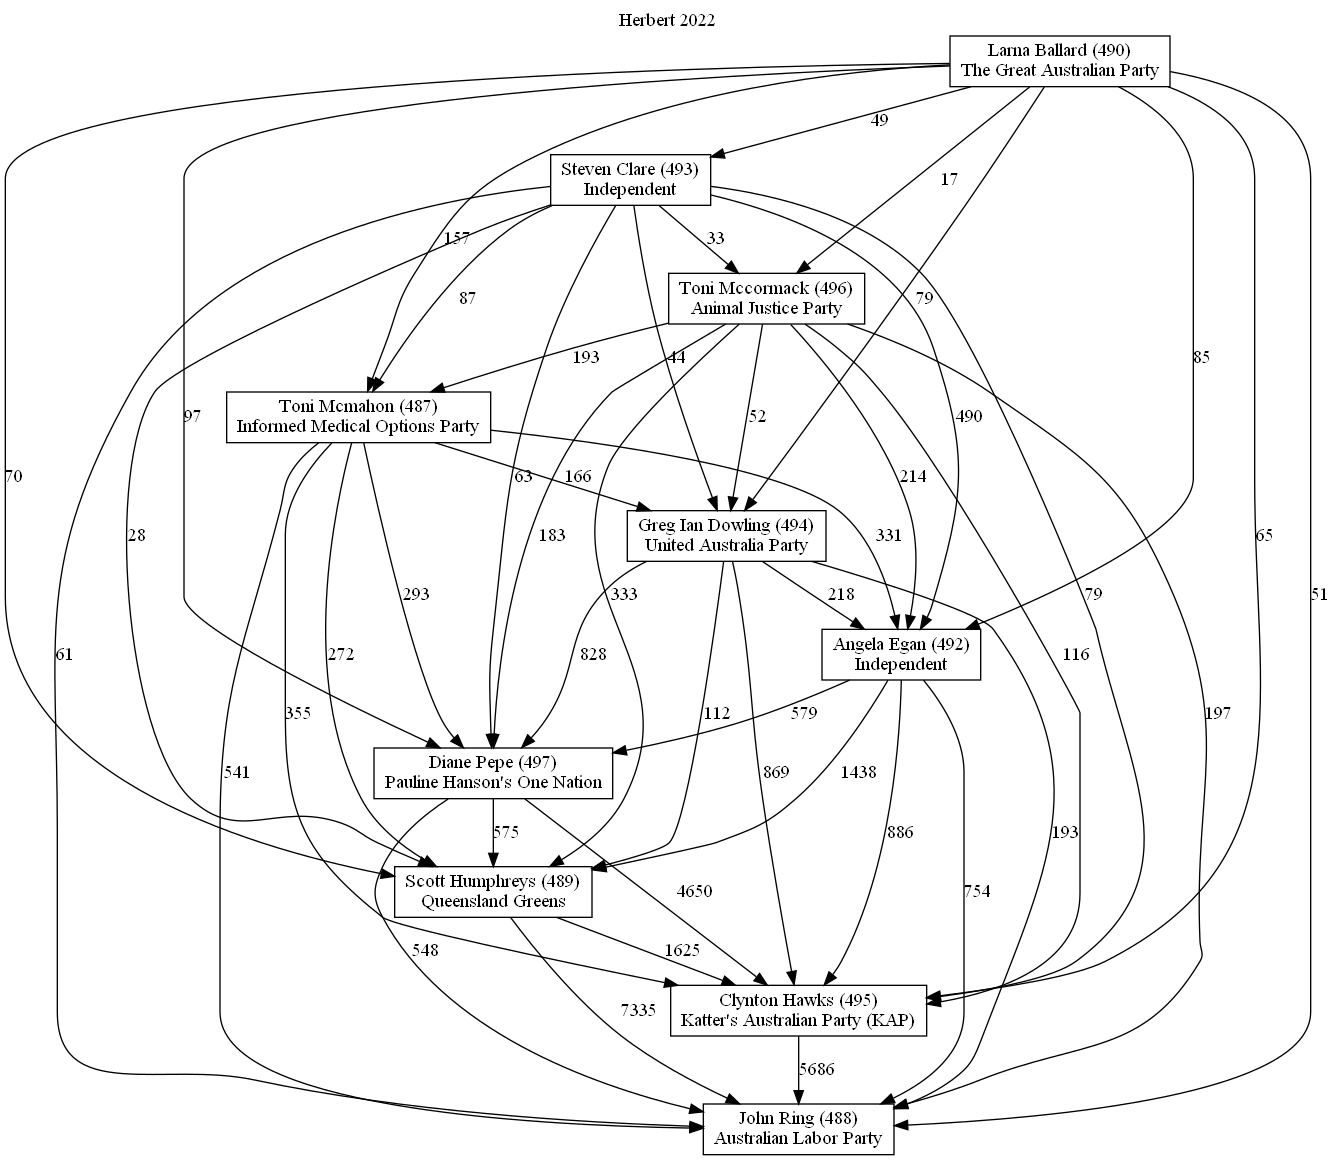 Herbert 2022
Larna Ballard (490)
The Great Australian Party
49
Steven Clare (493)
Independent
17
157
33
87
Toni Mccormack (496)
Animal Justice Party
79
193
44
85
97
Toni Mcmahon (487)
Informed Medical Options Party
52
490
70
63
166
214
28
Greg Ian Dowling (494)
United Australia Party
183
331
65
293
333
218
79
51
61
272
828
Angela Egan (492)
Independent
116
355
112
579
197
541
Diane Pepe (497)
Pauline Hanson's One Nation
869
1438
575
886
193
Scott Humphreys (489)
Queensland Greens
4650
754
548
1625
7335
Clynton Hawks (495)
Katter's Australian Party (KAP)
5686
John Ring (488)
Australian Labor Party